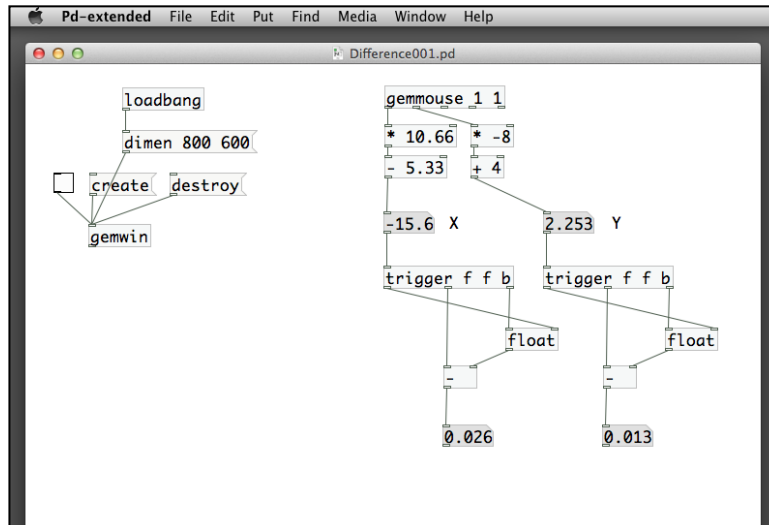 Pd-extended File Edit Put Find Media Window Help
Difference001.pd
loadbang
dimen 800 600
create
destroy
gemwin
gemmouse 1 1
* 10.66
* -8
- 5.33
+ 4
-15.6
X
2.253
Y
trigger f f b
trigger f f b
float
float
-
-
0.026
0.013